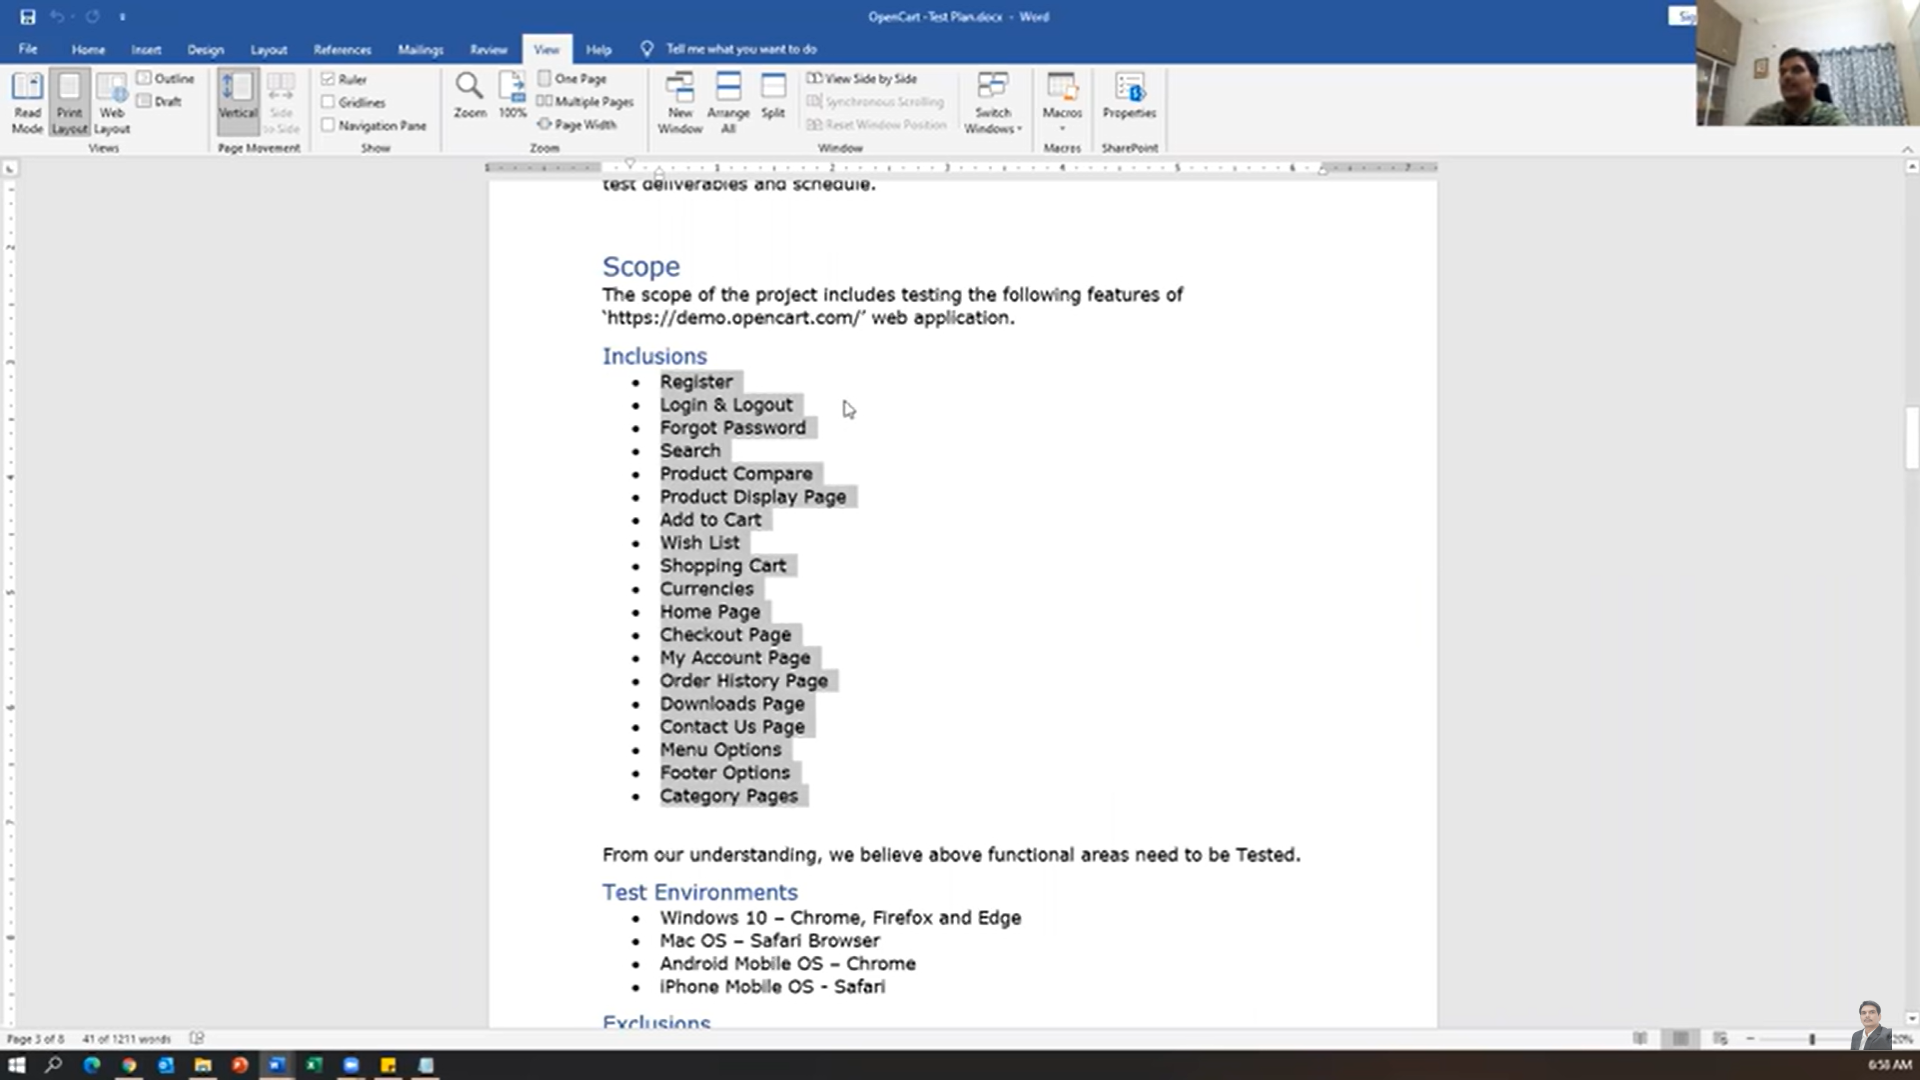 OpenCart -Test Plan.docx - Word
File Home Insert Design Layout References Mailings Review View Help Tell me what you want to do
Read Mode
Print Layout
Web Layout
Outline
Draft
Views
Vertical
Side to Side
Page Movement
Ruler
Gridlines
Navigation Pane
Show
Zoom
100%
One Page
Multiple Pages
Page Width
Zoom
New Window
Arrange All
Split
View Side by Side
Synchronous Scrolling
Reset Window Position
Window
Switch Windows
Macros
Macros
Properties
SharePoint
test deliverables and schedule.
Scope
The scope of the project includes testing the following features of
‘https://demo.opencart.com/’ web application.
Inclusions
• Register
• Login & Logout
• Forgot Password
• Search
• Product Compare
• Product Display Page
• Add to Cart
• Wish List
• Shopping Cart
• Currencies
• Home Page
• Checkout Page
• My Account Page
• Order History Page
• Downloads Page
• Contact Us Page
• Menu Options
• Footer Options
• Category Pages
From our understanding, we believe above functional areas need to be Tested.
Test Environments
• Windows 10 – Chrome, Firefox and Edge
• Mac OS – Safari Browser
• Android Mobile OS – Chrome
• iPhone Mobile OS - Safari
Exclusions
Page 3 of 8 41 of 1211 words
6:58 AM